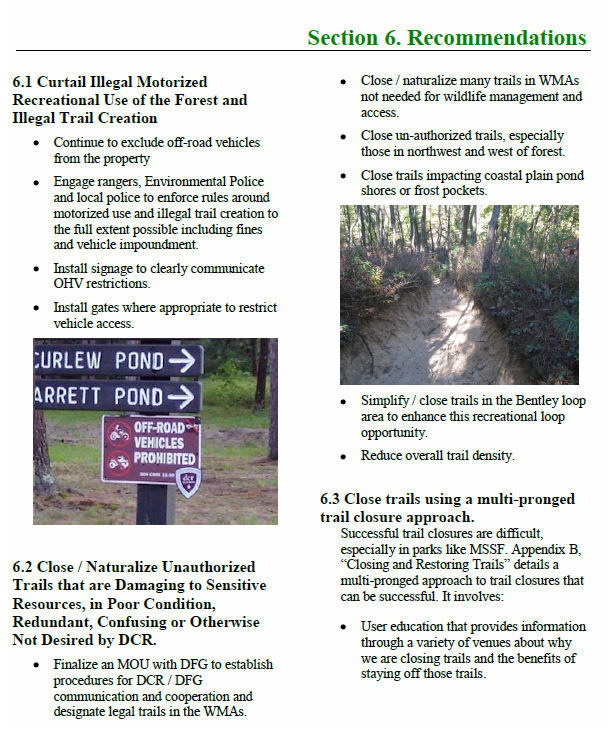 Section 6. Recommendations
6.1 Curtail Illegal Motorized
Recreational Use of the Forest and
Illegal Trail Creation
• Continue to exclude off-road vehicles
from the property
• Engage rangers, Environmental Police
and local police to enforce rules around
motorized use and illegal trail creation to
the full extent possible including fines
and vehicle impoundment.
• Install signage to clearly communicate
OHV restrictions.
• Install gates where appropriate to restrict
vehicle access.
CURLEW POND →
ARRETT POND →
OFF-ROAD
VEHICLES
PROHIBITED
dcr
6.2 Close / Naturalize Unauthorized
Trails that are Damaging to Sensitive
Resources, in Poor Condition,
Redundant, Confusing or Otherwise
Not Desired by DCR.
• Finalize an MOU with DFG to establish
procedures for DCR / DFG
communication and cooperation and
designate legal trails in the WMAs.
• Close / naturalize many trails in WMAs
not needed for wildlife management and
access.
• Close un-authorized trails, especially
those in northwest and west of forest.
• Close trails impacting coastal plain pond
shores or frost pockets.
• Simplify / close trails in the Bentley loop
area to enhance this recreational loop
opportunity.
• Reduce overall trail density.
6.3 Close trails using a multi-pronged
trail closure approach.
Successful trail closures are difficult,
especially in parks like MSSF. Appendix B,
“Closing and Restoring Trails” details a
multi-pronged approach to trail closures that
can be successful. It involves:
• User education that provides information
through a variety of venues about why
we are closing trails and the benefits of
staying off those trails.